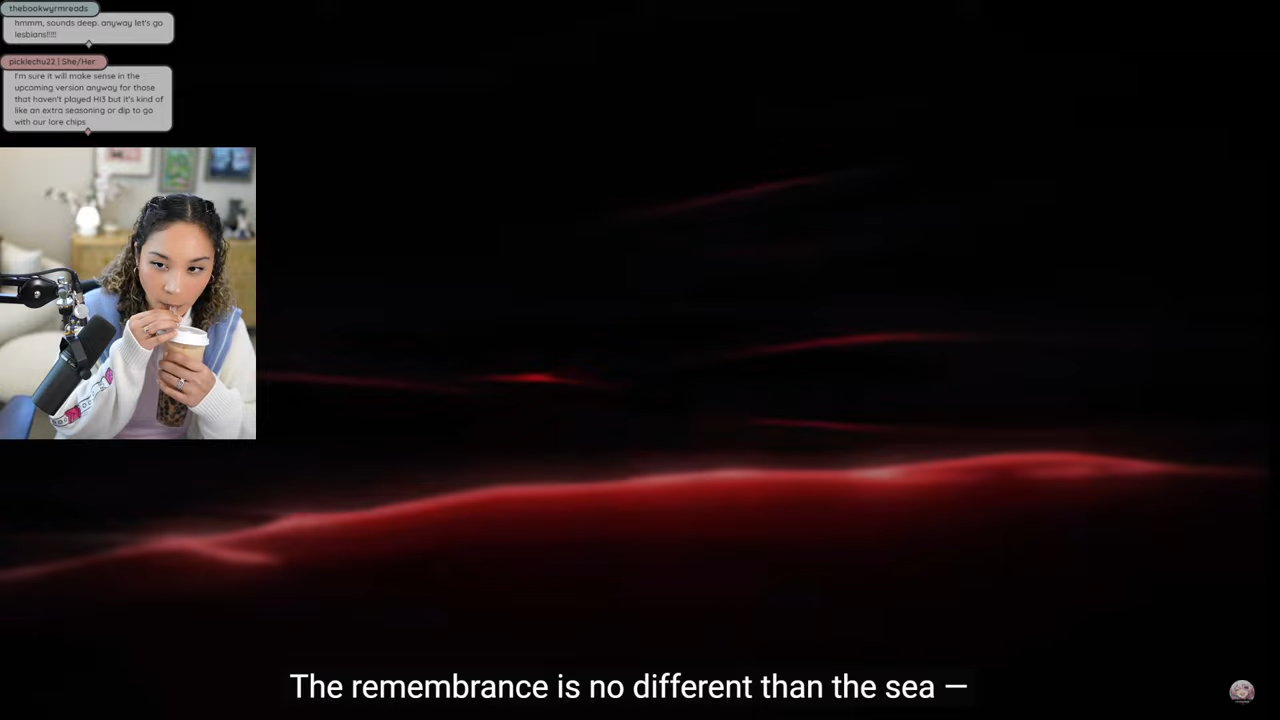 thebookwyrmreads
hmmm, sounds deep. anyway let's go
lesbians!!!!!
picklechu22 | She/Her
I'm sure it will make sense in the
upcoming version anyway for those
that haven't played HI3 but it's kind of
like an extra seasoning or dip to go
with our lore chips
The remembrance is no different than the sea —